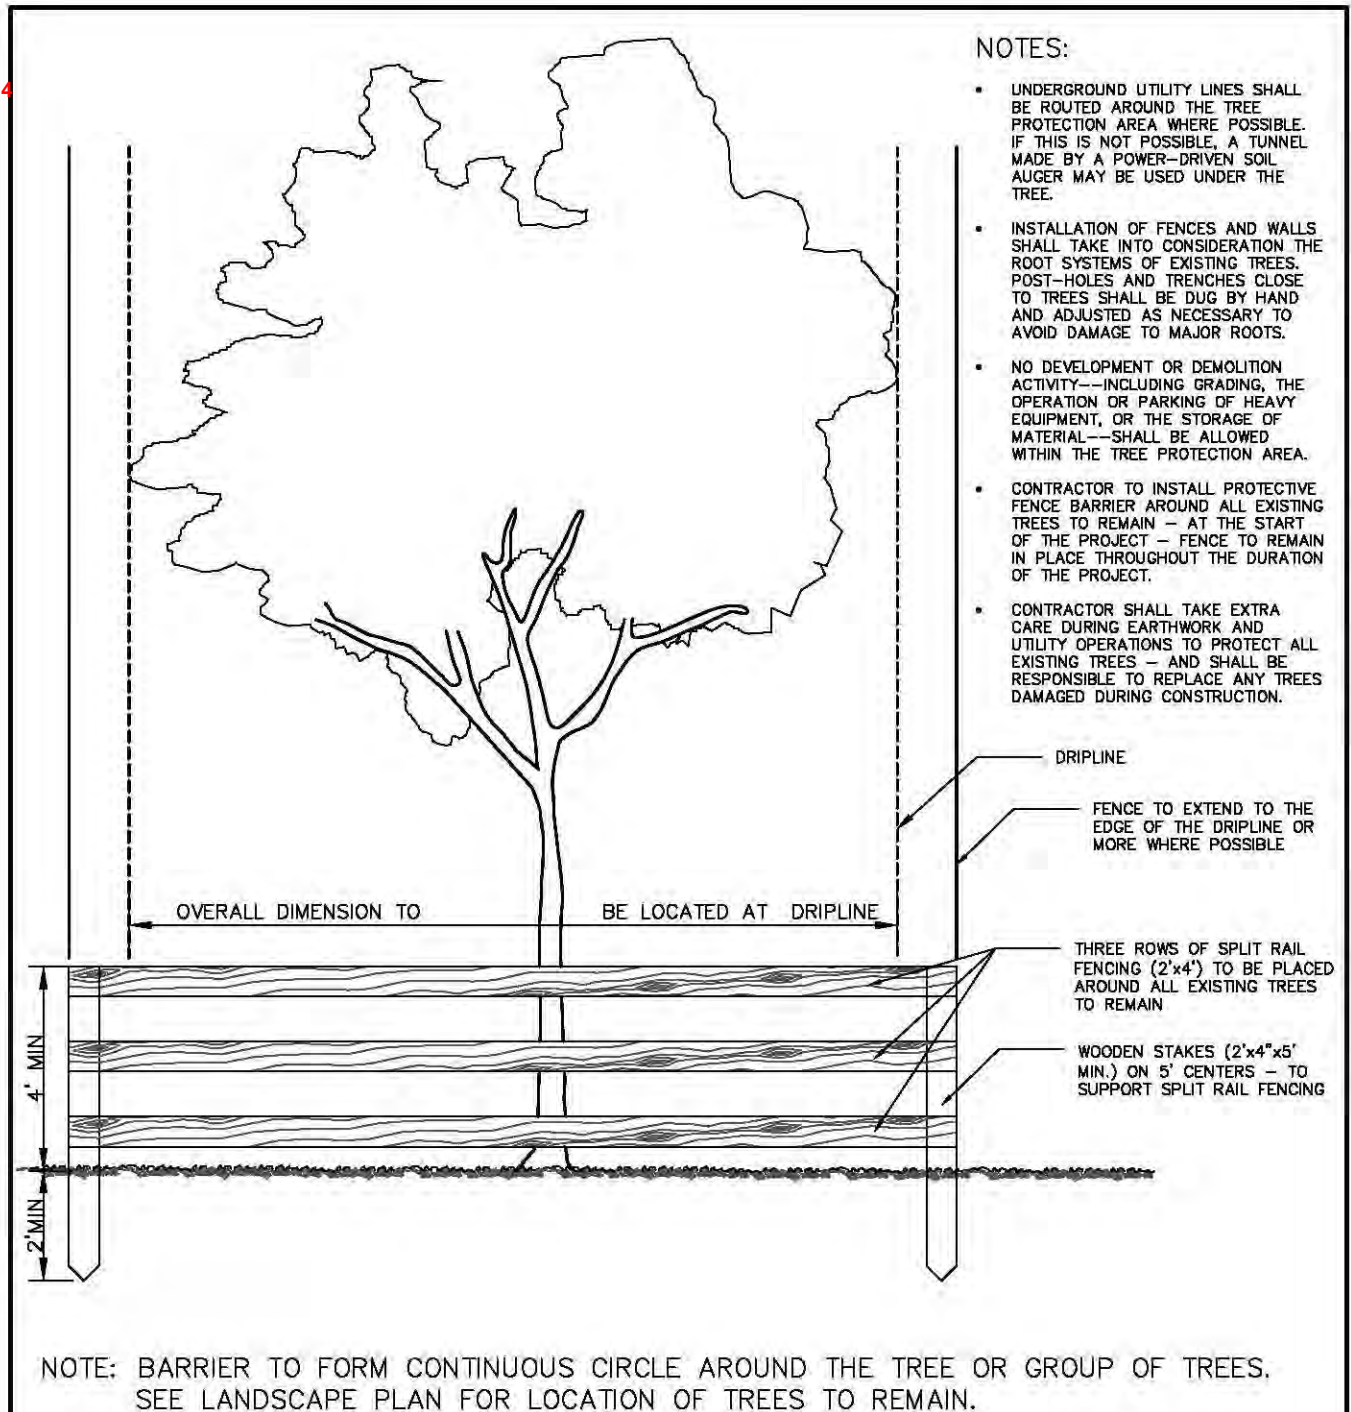 4
NOTES:
• UNDERGROUND UTILITY LINES SHALL
BE ROUTED AROUND THE TREE
PROTECTION AREA WHERE POSSIBLE.
IF THIS IS NOT POSSIBLE, A TUNNEL
MADE BY A POWER-DRIVEN SOIL
AUGER MAY BE USED UNDER THE
TREE.
• INSTALLATION OF FENCES AND WALLS
SHALL TAKE INTO CONSIDERATION THE
ROOT SYSTEMS OF EXISTING TREES.
POST-HOLES AND TRENCHES CLOSE
TO TREES SHALL BE DUG BY HAND
AND ADJUSTED AS NECESSARY TO
AVOID DAMAGE TO MAJOR ROOTS.
• NO DEVELOPMENT OR DEMOLITION
ACTIVITY--INCLUDING GRADING, THE
OPERATION OR PARKING OF HEAVY
EQUIPMENT, OR THE STORAGE OF
MATERIAL--SHALL BE ALLOWED
WITHIN THE TREE PROTECTION AREA.
• CONTRACTOR TO INSTALL PROTECTIVE
FENCE BARRIER AROUND ALL EXISTING
TREES TO REMAIN - AT THE START
OF THE PROJECT - FENCE TO REMAIN
IN PLACE THROUGHOUT THE DURATION
OF THE PROJECT.
• CONTRACTOR SHALL TAKE EXTRA
CARE DURING EARTHWORK AND
UTILITY OPERATIONS TO PROTECT ALL
EXISTING TREES - AND SHALL BE
RESPONSIBLE TO REPLACE ANY TREES
DAMAGED DURING CONSTRUCTION.
DRIPLINE
FENCE TO EXTEND TO THE
EDGE OF THE DRIPLINE OR
MORE WHERE POSSIBLE
OVERALL DIMENSION TO BE LOCATED AT DRIPLINE
THREE ROWS OF SPLIT RAIL
FENCING (2'x4') TO BE PLACED
AROUND ALL EXISTING TREES
TO REMAIN
WOODEN STAKES (2'x4"x5'
MIN.) ON 5' CENTERS - TO
SUPPORT SPLIT RAIL FENCING
4' MIN
2'MIN
NOTE: BARRIER TO FORM CONTINUOUS CIRCLE AROUND THE TREE OR GROUP OF TREES.
SEE LANDSCAPE PLAN FOR LOCATION OF TREES TO REMAIN.